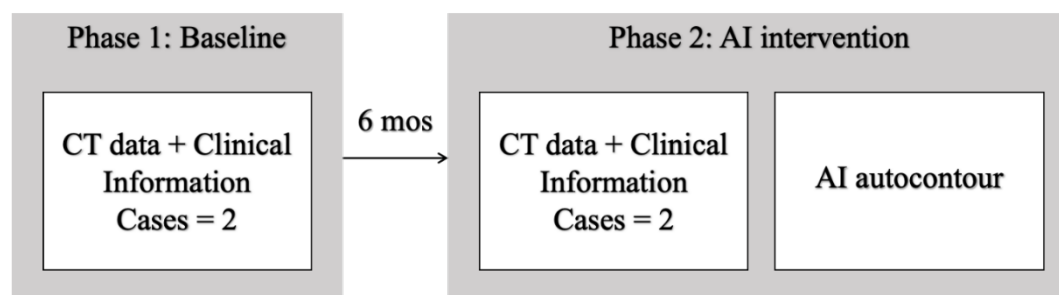 Phase 1: Baseline
CT data + Clinical
Information
Cases = 2
6 mos
Phase 2: AI intervention
CT data + Clinical
Information
Cases = 2
AI autocontour